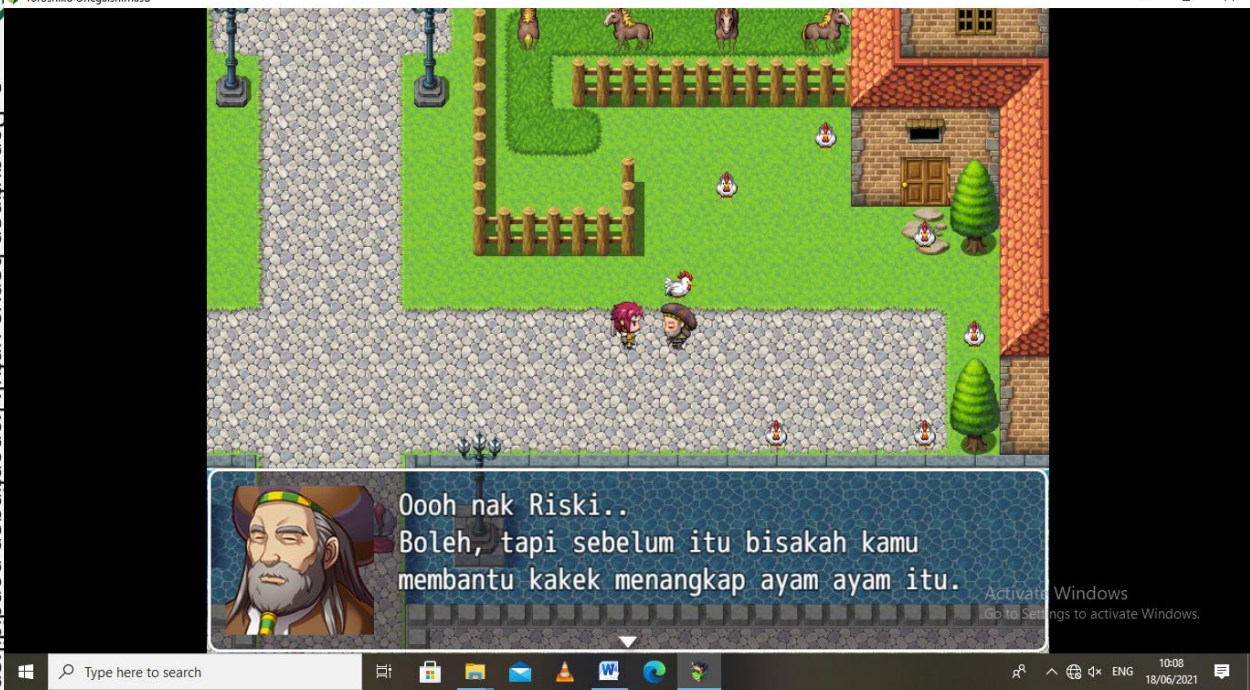 Oooh nak Riski..
Boleh, tapi sebelum itu bisakah kamu
membantu kakek menangkap ayam ayam itu.
Activate Windows
Go to Settings to activate Windows.
Type here to search
W
ENG
10:08
18/06/2021